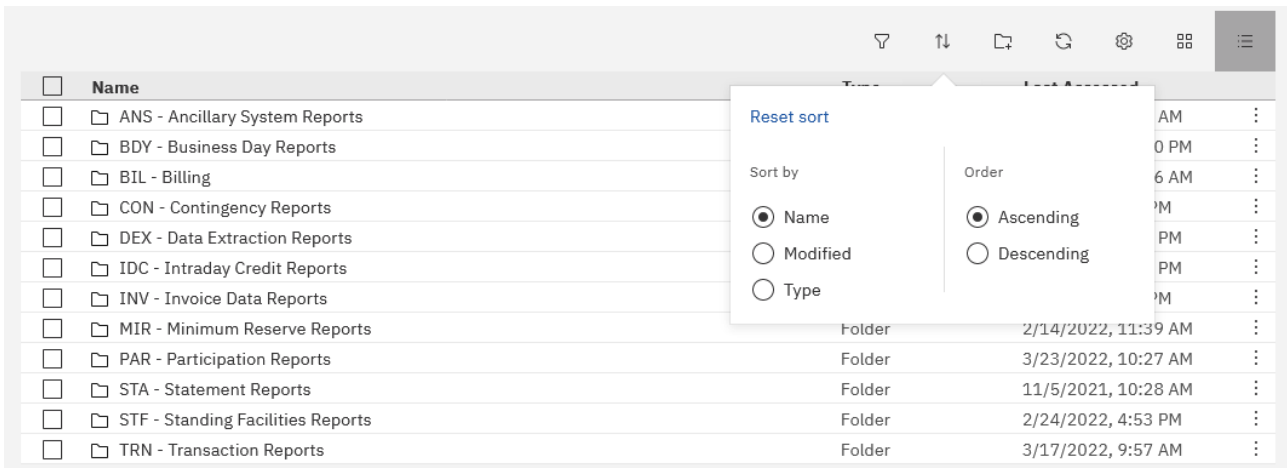 Name
Reset sort
Sort by
Name
Modified
Type
Order
Ascending
Descending
ANS - Ancillary System Reports AM
BDY - Business Day Reports PM
BIL - Billing AM
CON - Contingency Reports
DEX - Data Extraction Reports PM
IDC - Intraday Credit Reports PM
INV - Invoice Data Reports
MIR - Minimum Reserve Reports Folder 2/14/2022, 11:39 AM
PAR - Participation Reports Folder 3/23/2022, 10:27 AM
STA - Statement Reports Folder 11/5/2021, 10:28 AM
STF - Standing Facilities Reports Folder 2/24/2022, 4:53 PM
TRN - Transaction Reports Folder 3/17/2022, 9:57 AM